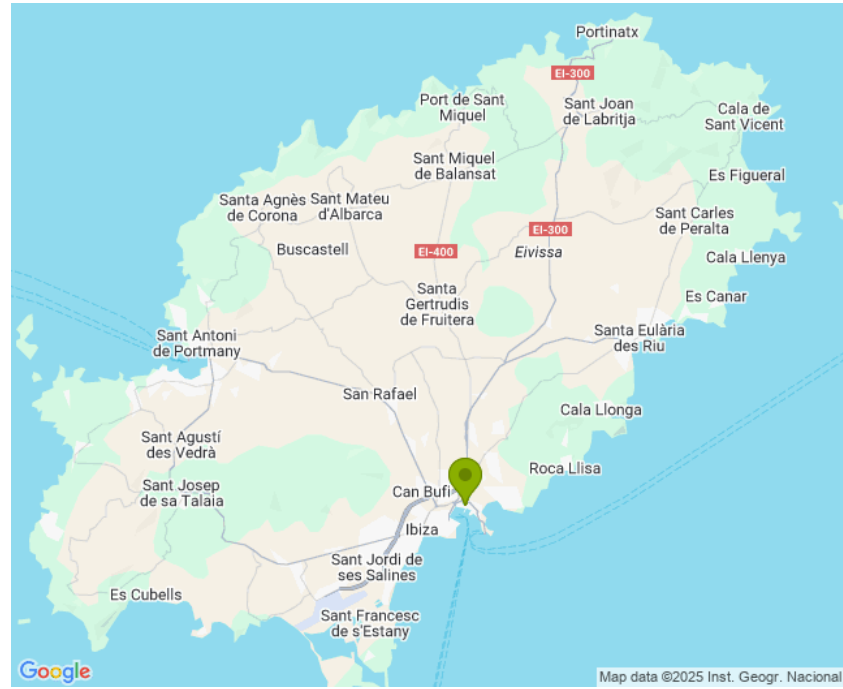 Portinatx
EI-300
Port de Sant
Miquel
Sant Joan
de Labritja
Cala de
Sant Vicent
Sant Miquel
de Balansat
Es Figueral
Santa Agnès
de Corona
Sant Mateu
d'Albarca
Sant Carles
de Peralta
EI-300
Buscastell
EI-400
Eivissa
Cala Llenya
Santa
Gertrudis
de Fruitera
Es Canar
Sant Antoni
de Portmany
Santa Eulària
des Riu
San Rafael
Cala Llonga
Sant Agustí
des Vedrà
Roca Llisa
Sant Josep
de sa Talaia
Can Bufí
Ibiza
Sant Jordi de
ses Salines
Es Cubells
Sant Francesc
de s'Estany
Google
Map data ©2025 Inst. Geogr. Nacional